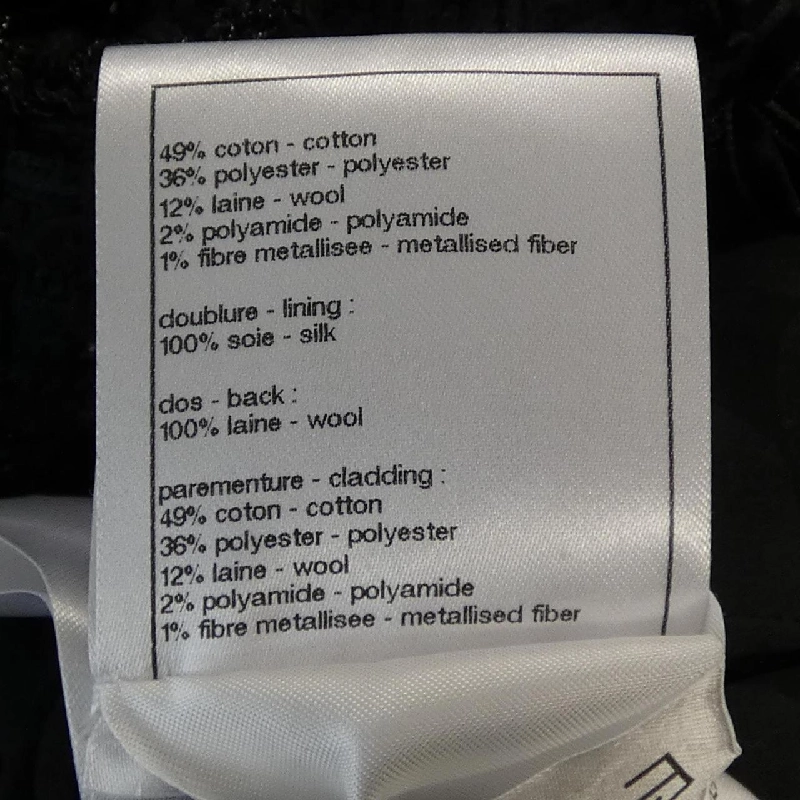 49% coton - cotton
36% polyester - polyester
12% laine - wool
2% polyamide - polyamide
1% fibre metallisee - metallised fiber
doublure - lining :
100% soie - silk
dos - back :
100% laine - wool
parementure - cladding :
49% coton - cotton
36% polyester - polyester
12% laine - wool
2% polyamide - polyamide
1% fibre metallisee - metallised fiber